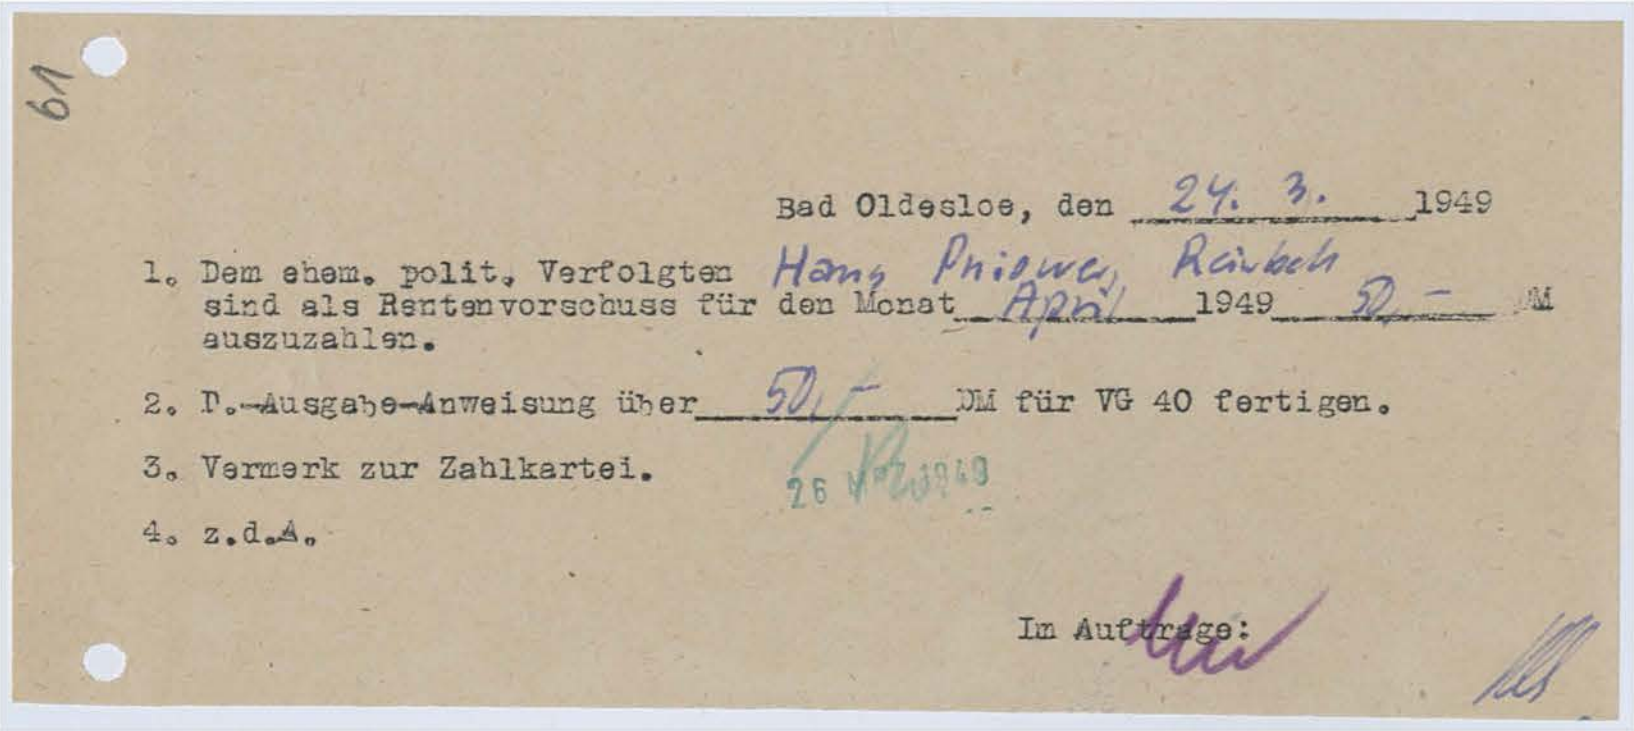 61
Bad Oldesloe, den 24. 3. 1949
1. Dem ehem. polit. Verfolgten Hans Pniower, Reinbek
sind als Rentenvorschuss für den Monat April 1949 50,- DM
auszuzahlen.
2. D.-Ausgabe-Anweisung über 50,- DM für VG 40 fertigen.
3. Vermerk zur Zahlkartei.
26 1949
4. z.d.A.
Im Auftrage: